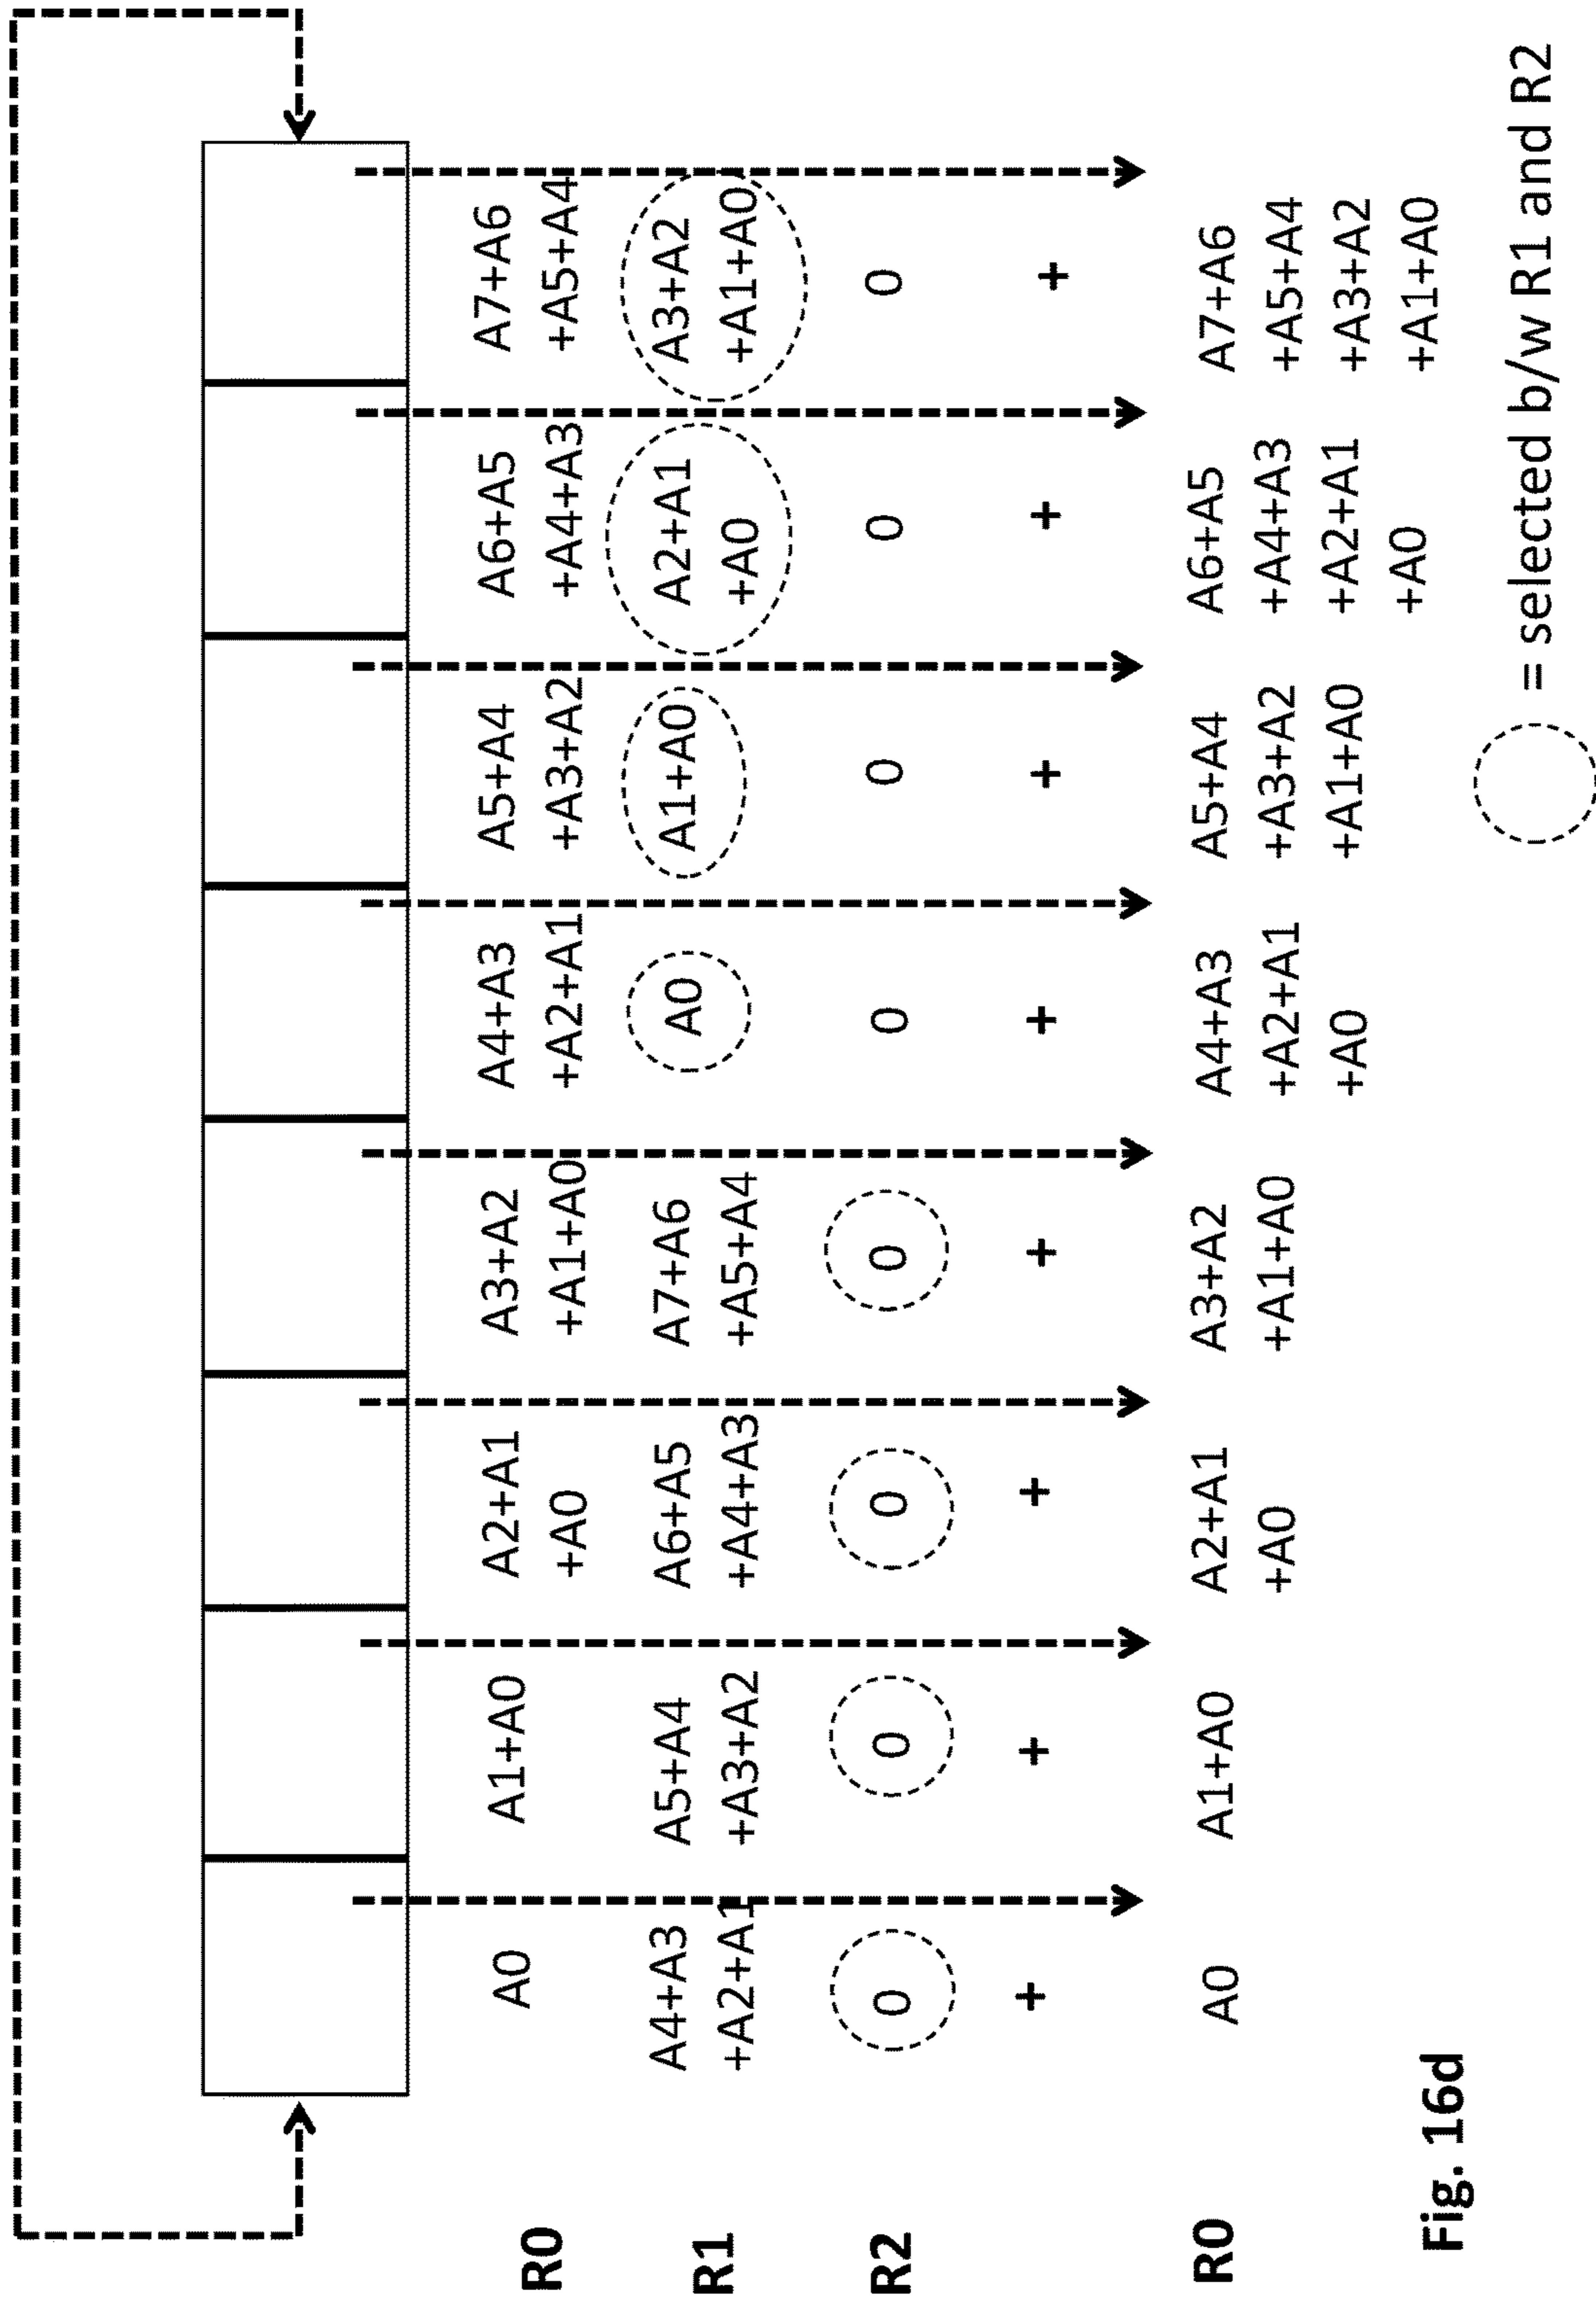 R0
A0
A1+A0
A2+A1
+A0
A3+A2
+A1+A0
A4+A3
+A2+A1
A5+A4
+A3+A2
A6+A5
+A4+A3
A7+A6
+A5+A4
R1
A4+A3
+A2+A1
A5+A4
+A3+A2
A6+A5
+A4+A3
A7+A6
+A5+A4
A0
A1+A0
A2+A1
+A0
A3+A2
+A1+A0
R2
0
0
0
0
0
0
0
0
+
+
+
+
+
+
+
+
R0
A0
A1+A0
A2+A1
+A0
A3+A2
+A1+A0
A4+A3
+A2+A1
+A0
A5+A4
+A3+A2
+A1+A0
A6+A5
+A4+A3
+A2+A1
+A0
A7+A6
+A5+A4
+A3+A2
+A1+A0
Fig. 16d
= selected b/w R1 and R2